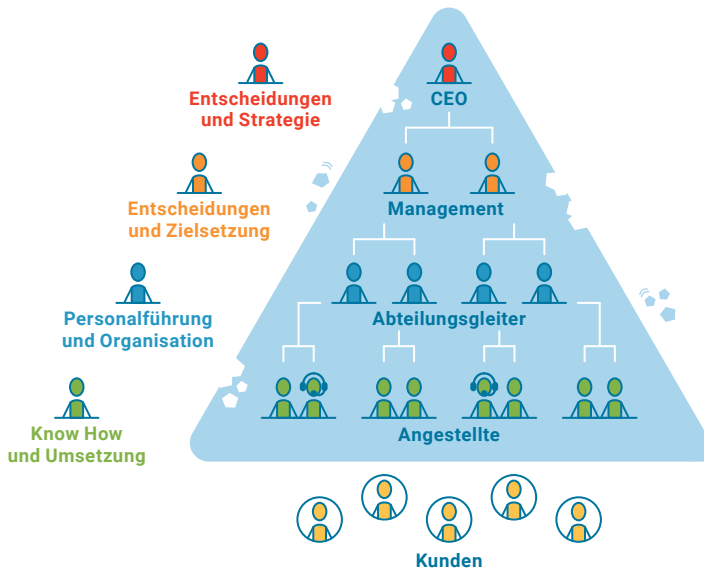 Entscheidungen
und Strategie
CEO
Entscheidungen
und Zielsetzung
Management
Personalführung
und Organisation
Abteilungsgleiter
Know How
und Umsetzung
Angestellte
Kunden